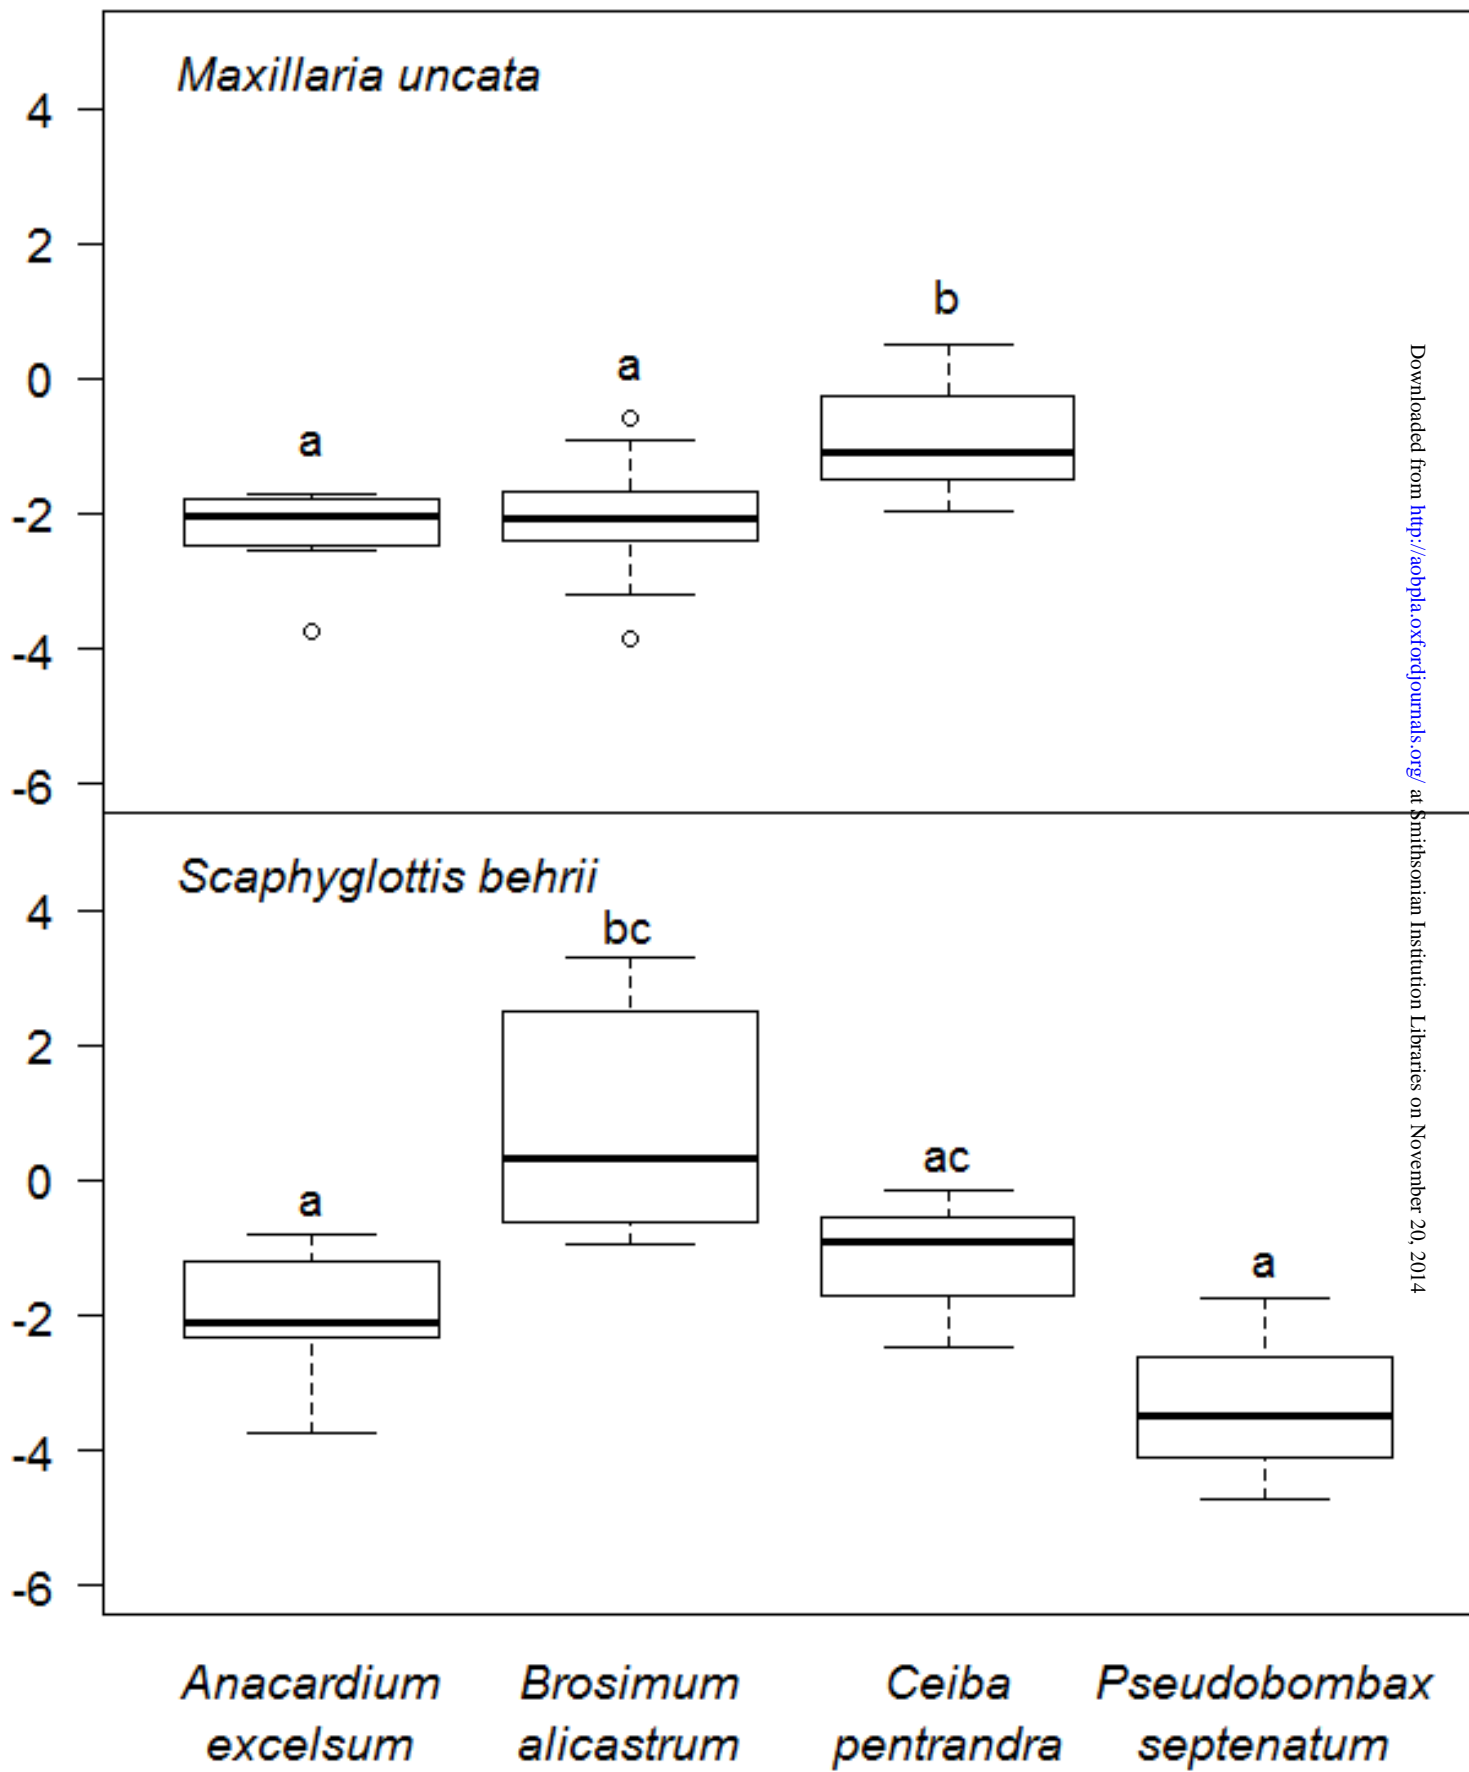 Maxillaria uncata
4
2
b
0
a
a
-2
-4
-6
Scaphyglottis behrii
4
bc
2
ac
0
a
a
-2
-4
-6
Anacardium excelsum
Brosimum alicastrum
Ceiba pentrandra
Pseudobombax septenatum
Downloaded from http://aobpla.oxfordjournals.org/ at Smithsonian Institution Libraries on November 20, 2014